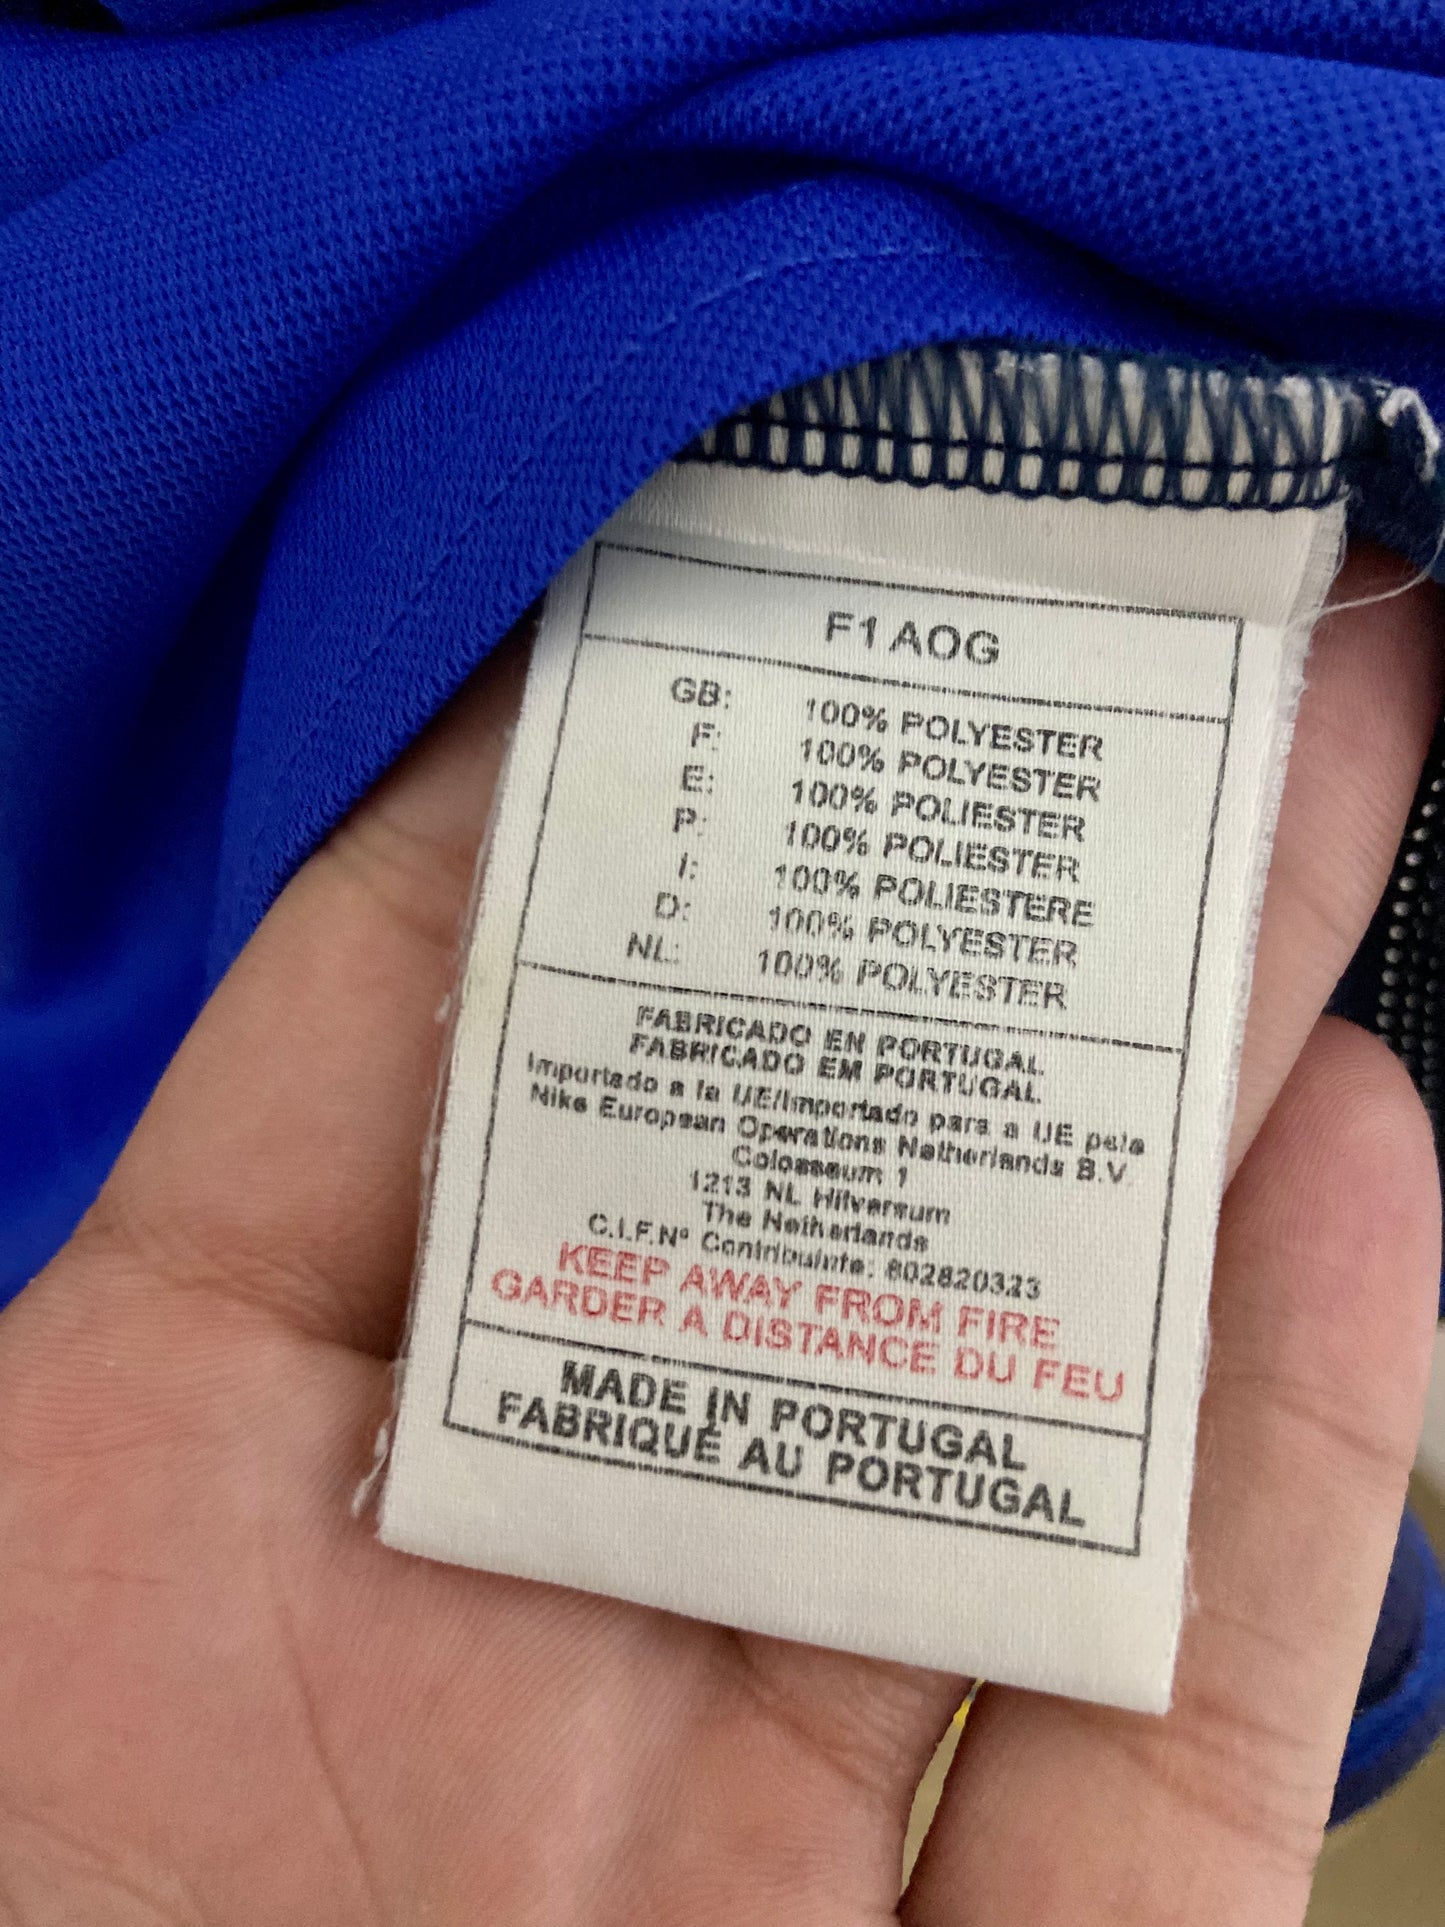 F1 AOG
GB: 100% POLYESTER
F: 100% POLYESTER
E: 100% POLIESTER
P: 100% POLIESTER
I: 100% POLIESTERE
D: 100% POLYESTER
NL: 100% POLYESTER
FABRICADO EN PORTUGAL
FABRICADO EM PORTUGAL
Importado a la UE/Importado para a UE pela
Nike European Operations Netherlands B.V
Colosseum 1
1213 NL Hilversum
The Netherlands
C.I.F.Nº Contribuinte: 802820323
KEEP AWAY FROM FIRE
GARDER A DISTANCE DU FEU
MADE IN PORTUGAL
FABRIQUÉ AU PORTUGAL